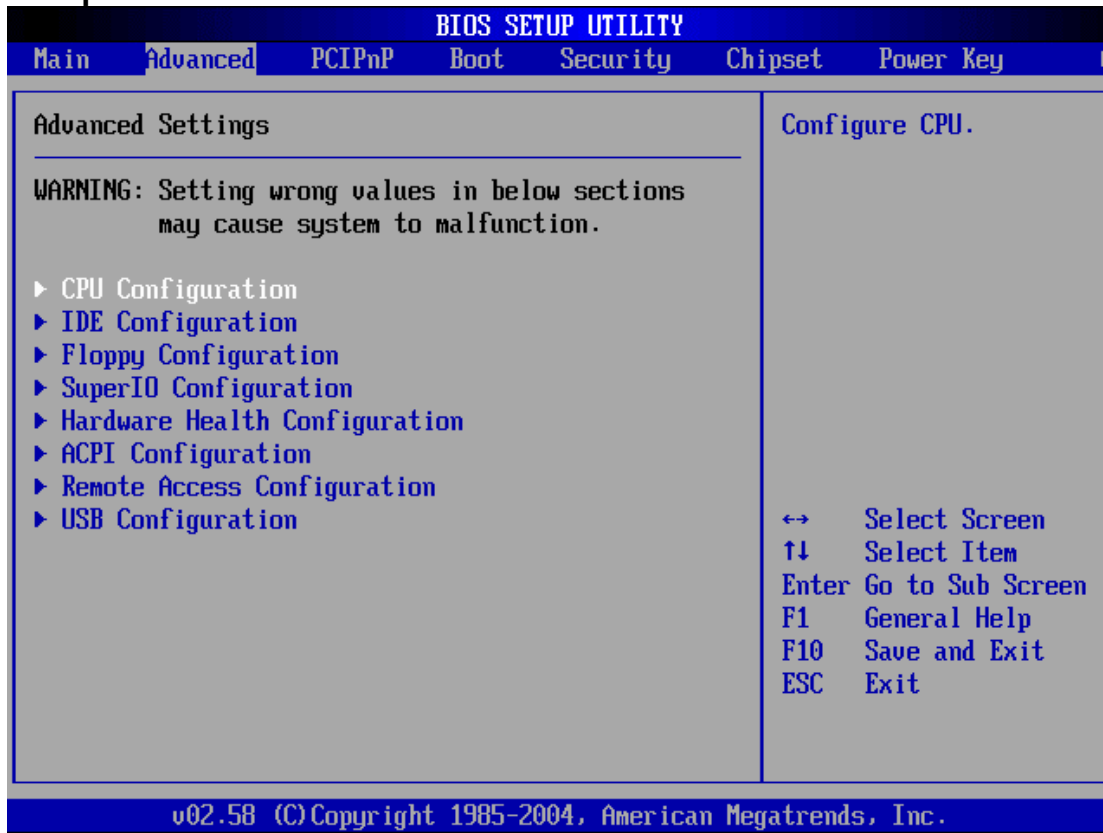 BIOS SETUP UTILITY
Main Advanced PCIPnP Boot Security Chipset Power Key
Advanced Settings
WARNING: Setting wrong values in below sections
may cause system to malfunction.
▶ CPU Configuration
▶ IDE Configuration
▶ Floppy Configuration
▶ SuperIO Configuration
▶ Hardware Health Configuration
▶ ACPI Configuration
▶ Remote Access Configuration
▶ USB Configuration
Configure CPU.
↔ Select Screen
↑↓ Select Item
Enter Go to Sub Screen
F1 General Help
F10 Save and Exit
ESC Exit
v02.58 (C)Copyright 1985-2004, American Megatrends, Inc.